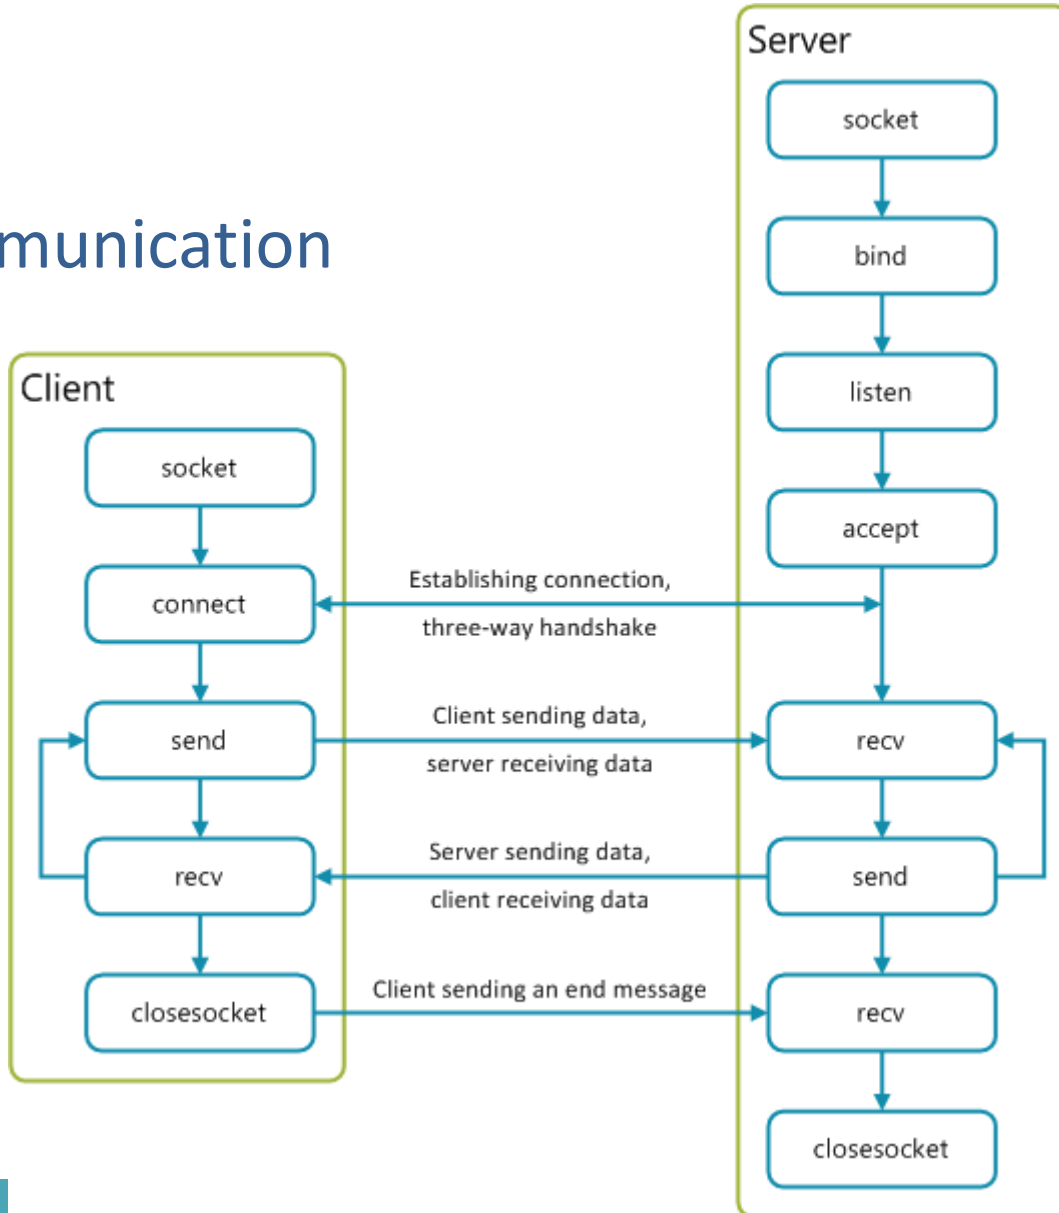 munication
Client
socket
connect
send
recv
closesocket
Establishing connection,
three-way handshake
Client sending data,
server receiving data
Server sending data,
client receiving data
Client sending an end message
Server
socket
bind
listen
accept
recv
send
recv
closesocket